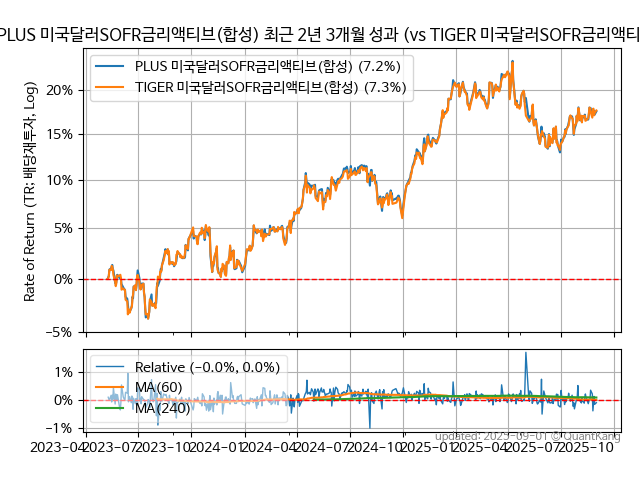 PLUS 미국달러SOFR금리액티브(합성) 최근 2년 3개월 성과 (vs TIGER 미국달러SOFR금리액티
PLUS 미국달러SOFR금리액티브(합성) (7.2%)
TIGER 미국달러SOFR금리액티브(합성) (7.3%)
Rate of Return (TR: 배당재투자, Log)
20%
15%
10%
5%
0%
−5%
Relative (−0.0%, 0.0%)
MA(60)
MA(240)
1%
0%
−1%
2023-04 2023-07 2023-10 2024-01 2024-04 2024-07 2024-10 2025-01 2025-04 2025-07 2025-10
updated: 2025-09-01 © QuantKang